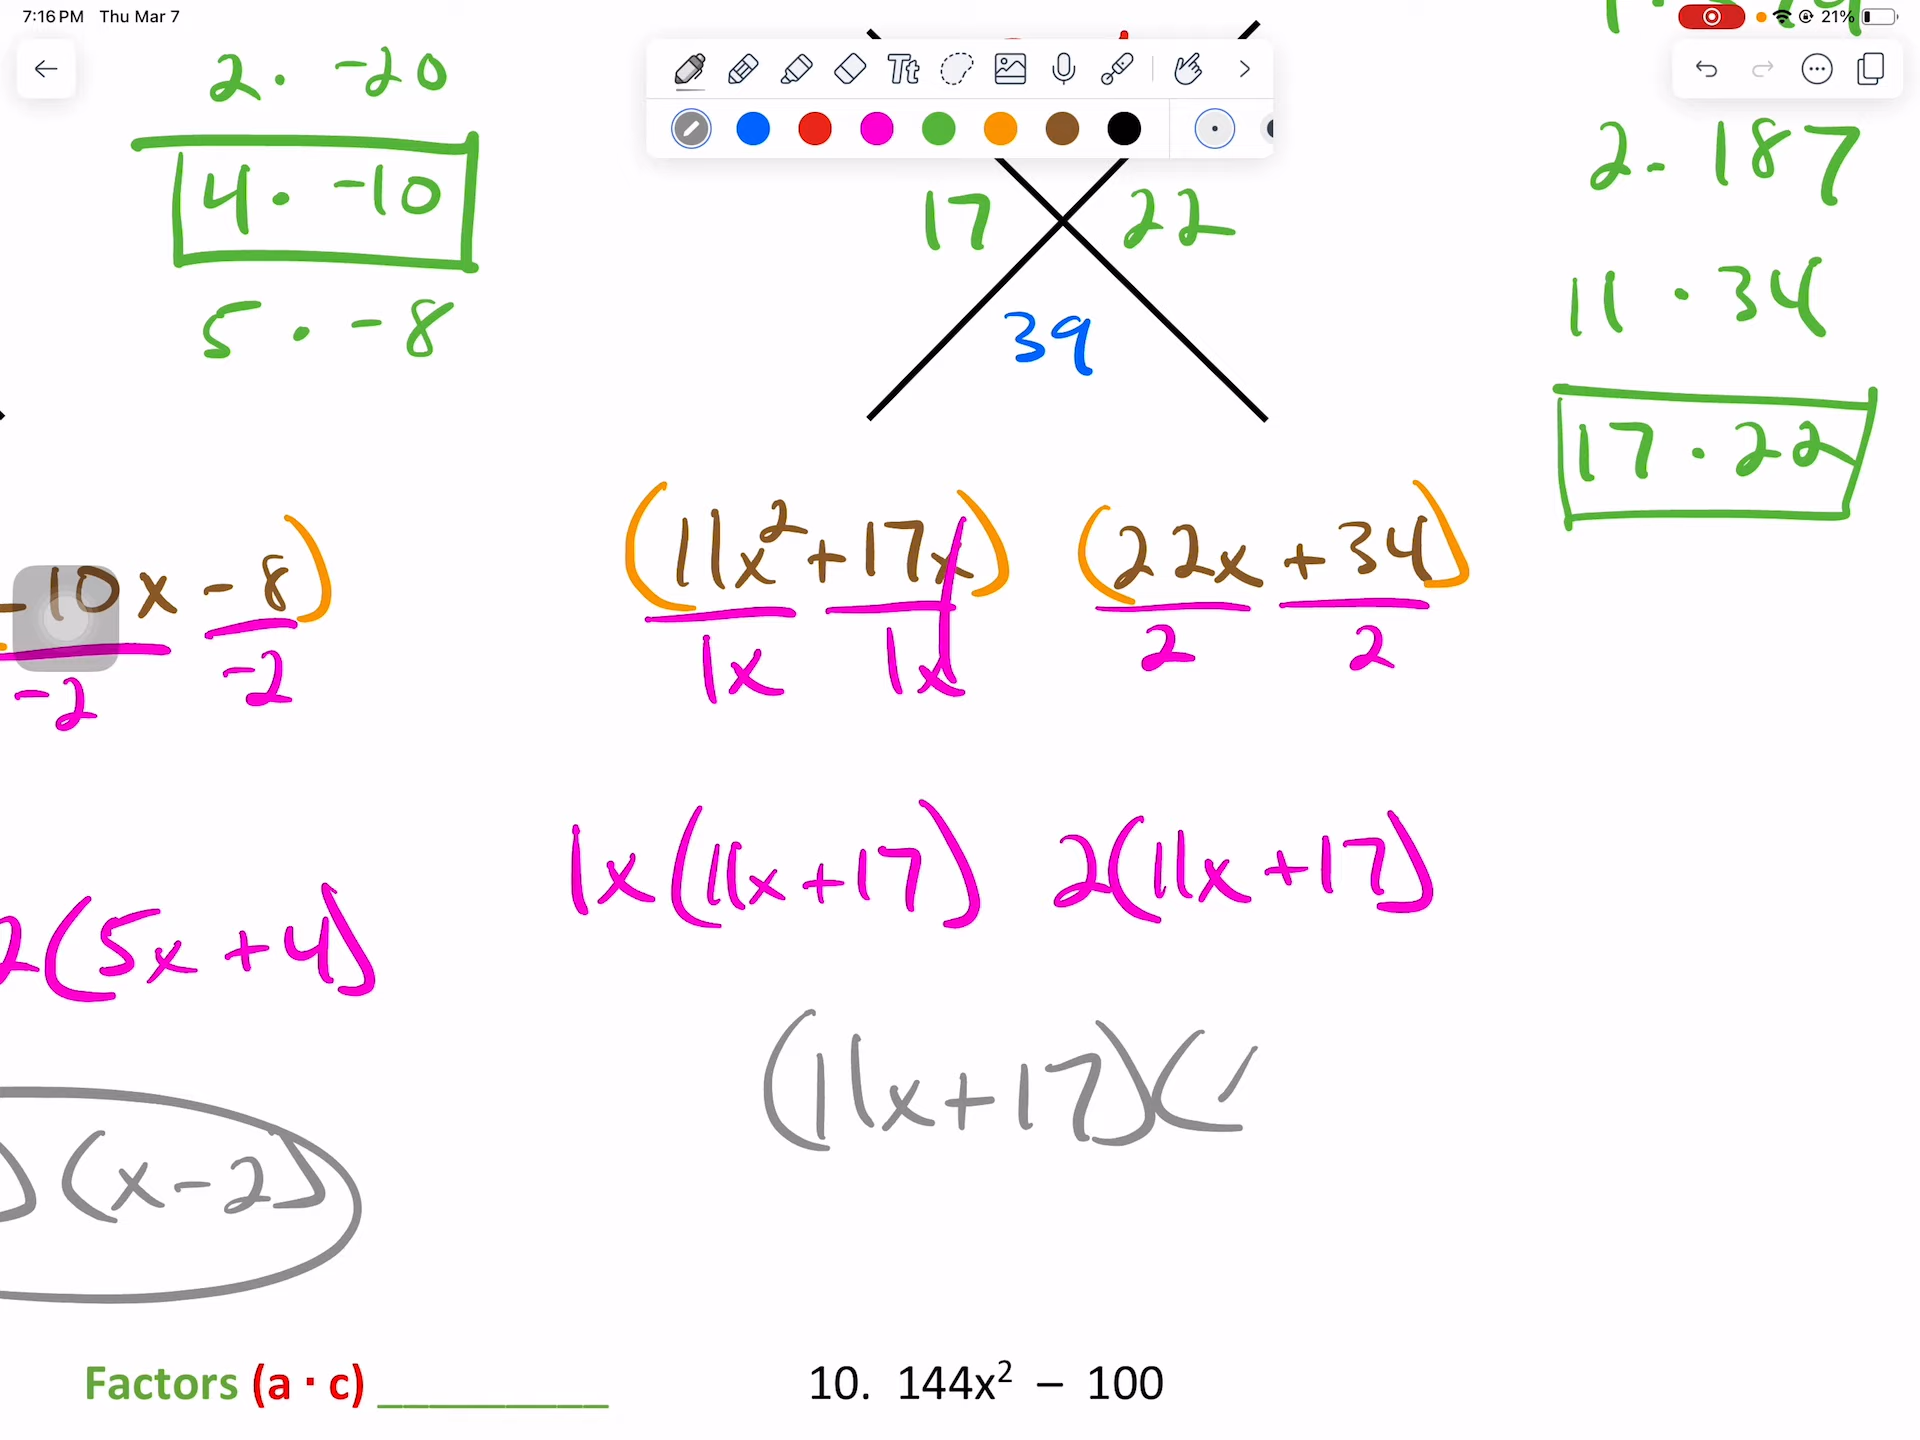 7:16 PM Thu Mar 7
21%
Tt
2 · -20
4 · -10
5 · -8
17 22
39
2 · 187
11 · 34
17 · 22
-10x - 8)
-2 -2
(11x² + 17x) (22x + 34)
1x 1x 2 2
1x(11x+17) 2(11x+17)
2(5x+4)
(11x+17)(
)(x-2)
Factors (a · c) _________
10. 144x² – 100